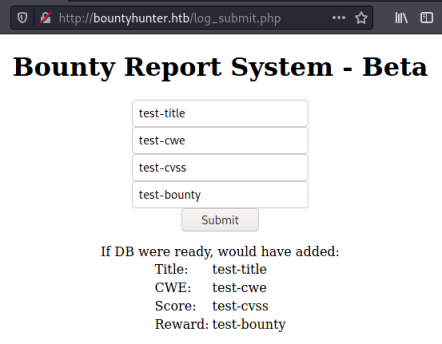 http://bountyhunter.htb/log_submit.php
Bounty Report System - Beta
test-title
test-cwe
test-cvss
test-bounty
Submit
If DB were ready, would have added:
Title: test-title
CWE: test-cwe
Score: test-cvss
Reward: test-bounty